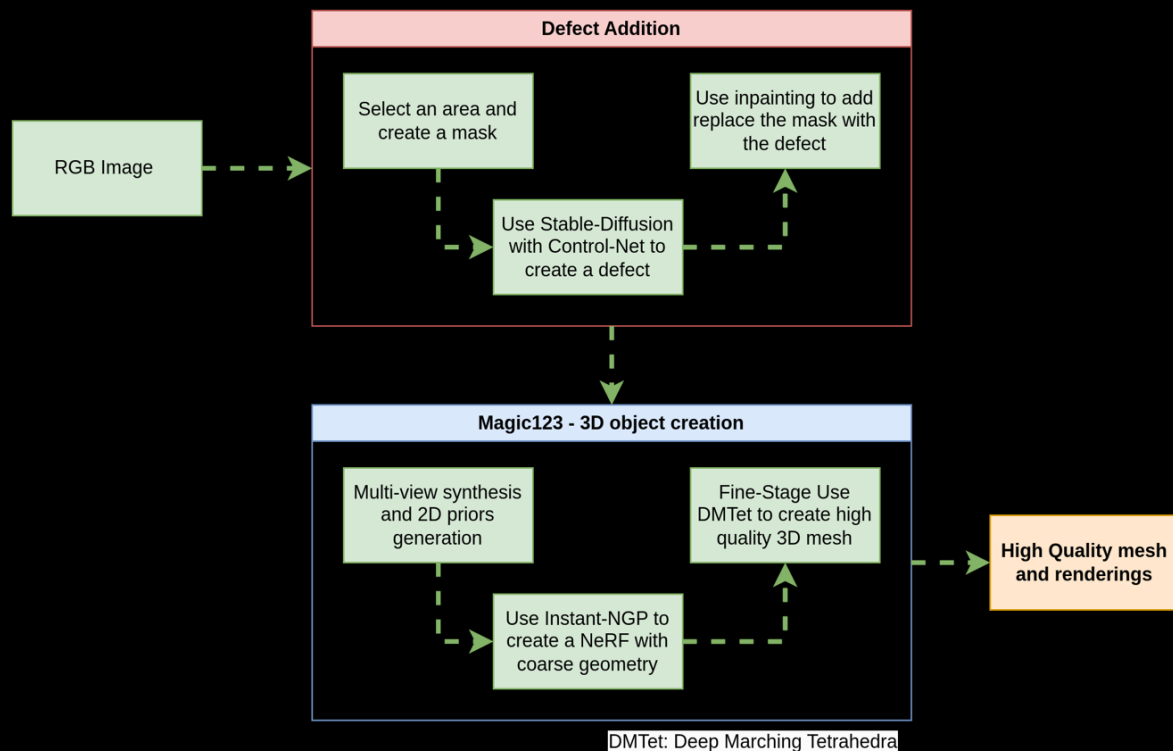 Defect Addition
RGB Image
Select an area and
create a mask
Use Stable-Diffusion
with Control-Net to
create a defect
Use inpainting to add
replace the mask with
the defect
Magic123 - 3D object creation
Multi-view synthesis
and 2D priors
generation
Use Instant-NGP to
create a NeRF with
coarse geometry
Fine-Stage Use
DMTet to create high
quality 3D mesh
High Quality mesh
and renderings
DMTet: Deep Marching Tetrahedra